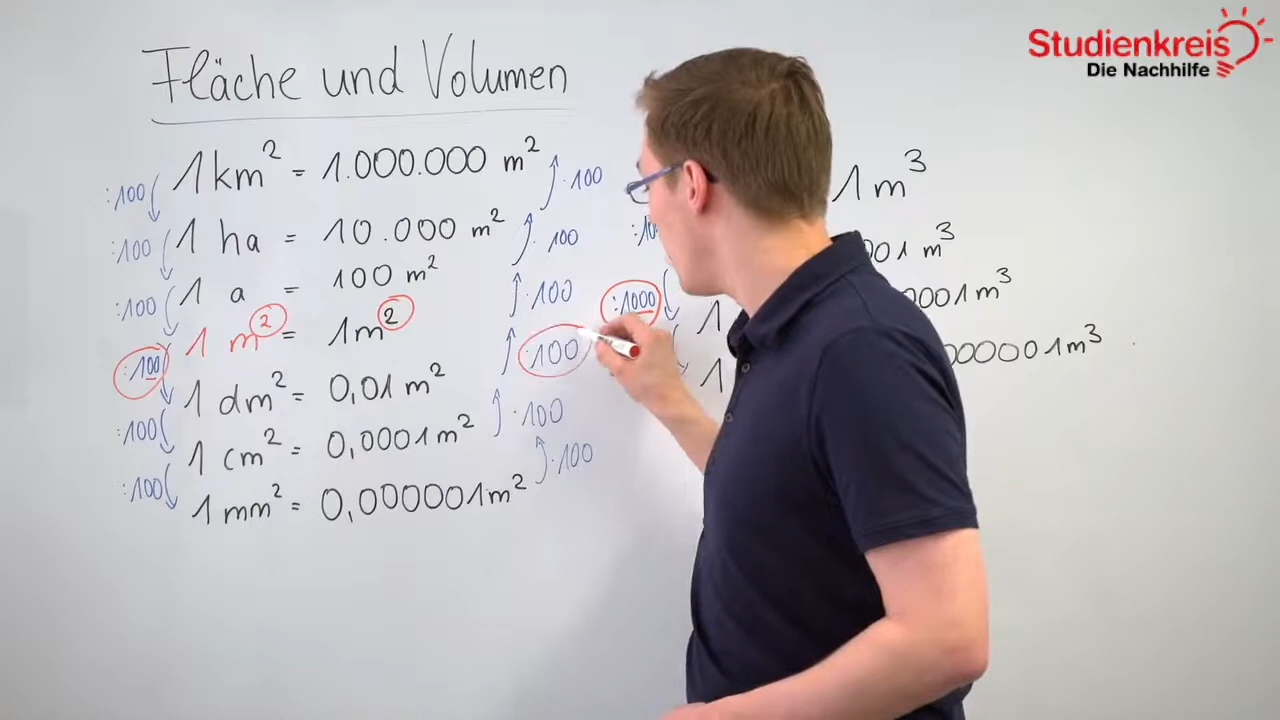 Studienkreis
Die Nachhilfe
Fläche und Volumen
:100 1 km² = 1.000.000 m² · 100
:100 1 ha = 10.000 m² · 100
:100 1 a = 100 m² · 100
1 m² = 1 m² · 100
:100 1 dm² = 0,01 m² · 100
:100 1 cm² = 0,0001 m² · 100
:100 1 mm² = 0,000001 m²
1 m³
001 m³
:1000 1 001 m³
1 000001 m³